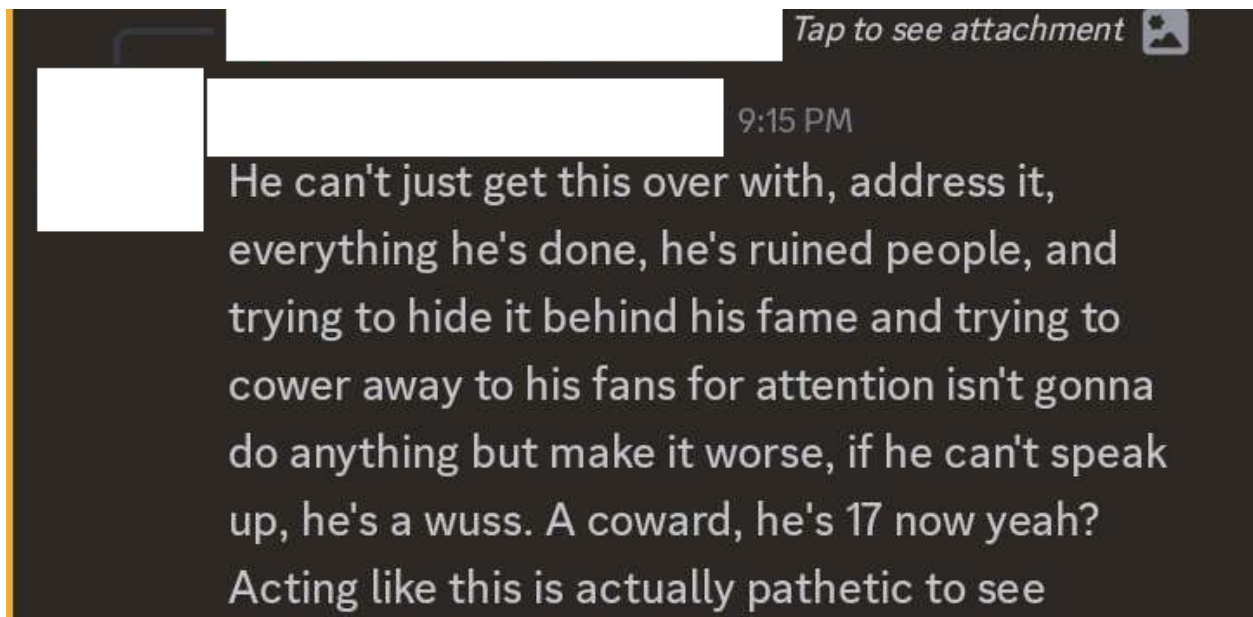 Tap to see attachment
9:15 PM
He can't just get this over with, address it,
everything he's done, he's ruined people, and
trying to hide it behind his fame and trying to
cower away to his fans for attention isn't gonna
do anything but make it worse, if he can't speak
up, he's a wuss. A coward, he's 17 now yeah?
Acting like this is actually pathetic to see